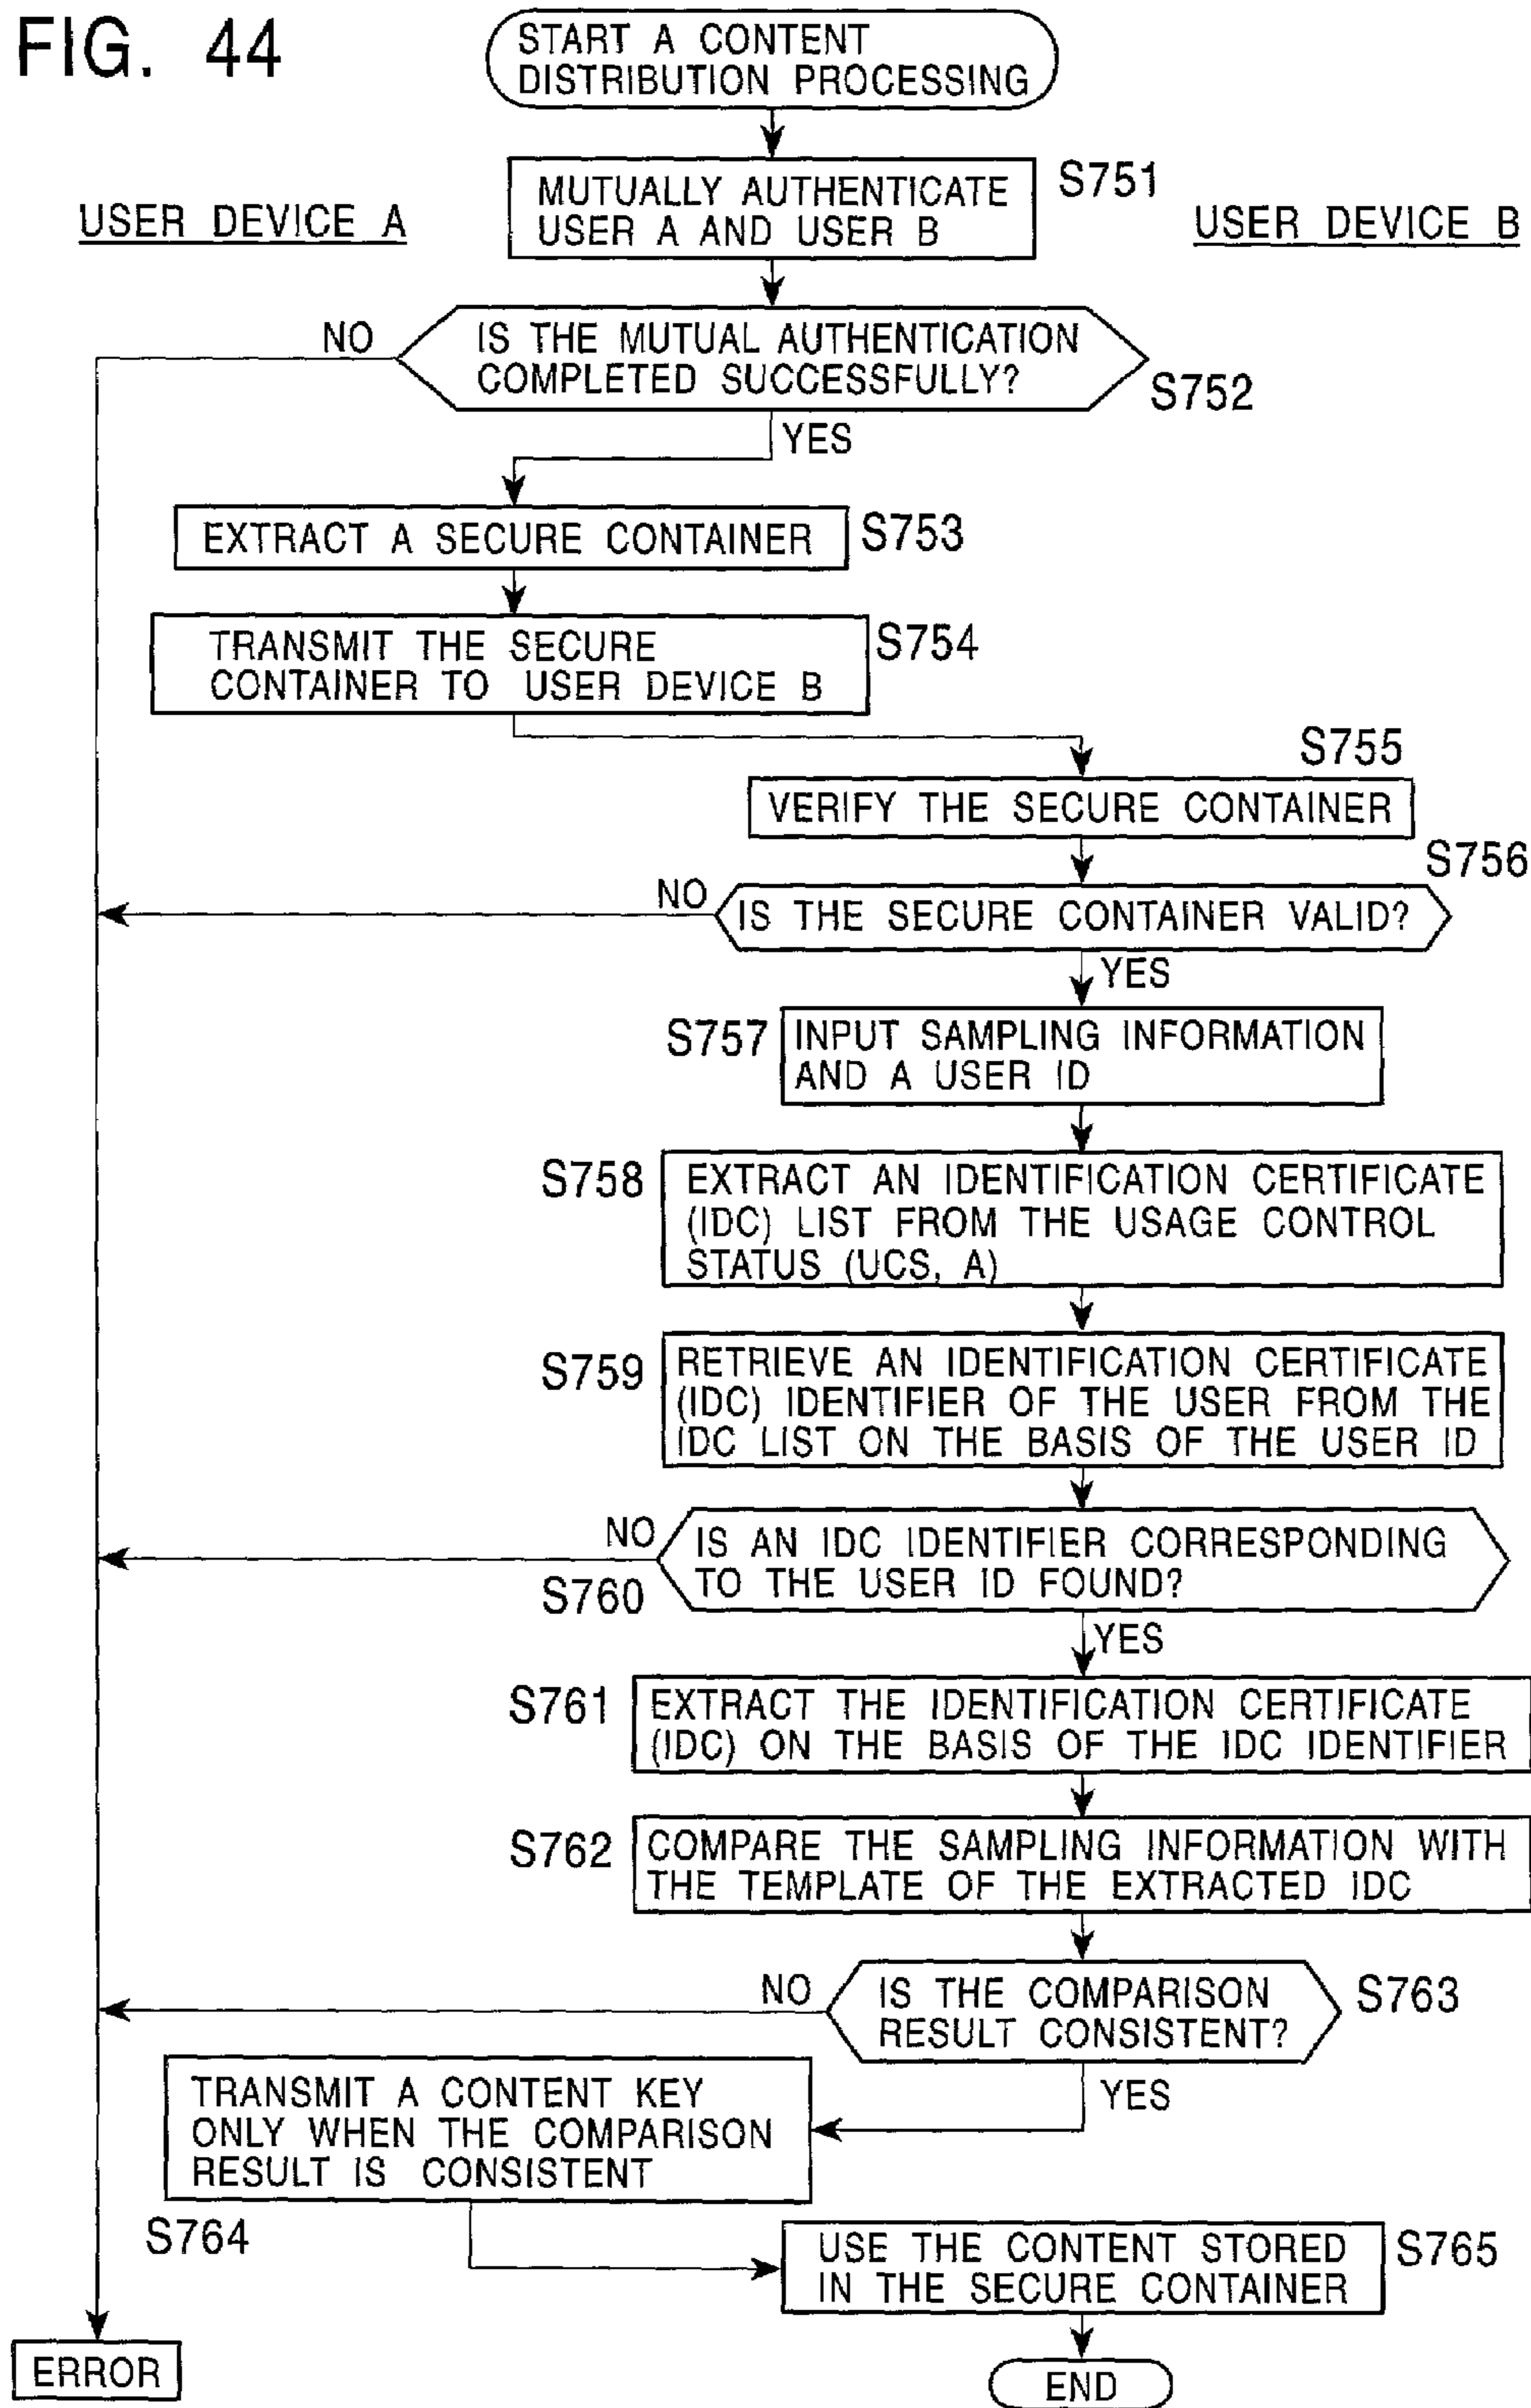 FIG. 44
START A CONTENT
DISTRIBUTION PROCESSING
USER DEVICE A
MUTUALLY AUTHENTICATE
USER A AND USER B
S751
USER DEVICE B
NO
IS THE MUTUAL AUTHENTICATION
COMPLETED SUCCESSFULLY?
S752
YES
EXTRACT A SECURE CONTAINER
S753
TRANSMIT THE SECURE
CONTAINER TO USER DEVICE B
S754
S755
VERIFY THE SECURE CONTAINER
S756
NO
IS THE SECURE CONTAINER VALID?
YES
S757
INPUT SAMPLING INFORMATION
AND A USER ID
S758
EXTRACT AN IDENTIFICATION CERTIFICATE
(IDC) LIST FROM THE USAGE CONTROL
STATUS (UCS, A)
S759
RETRIEVE AN IDENTIFICATION CERTIFICATE
(IDC) IDENTIFIER OF THE USER FROM THE
IDC LIST ON THE BASIS OF THE USER ID
NO
IS AN IDC IDENTIFIER CORRESPONDING
TO THE USER ID FOUND?
S760
YES
S761
EXTRACT THE IDENTIFICATION CERTIFICATE
(IDC) ON THE BASIS OF THE IDC IDENTIFIER
S762
COMPARE THE SAMPLING INFORMATION WITH
THE TEMPLATE OF THE EXTRACTED IDC
NO
IS THE COMPARISON
RESULT CONSISTENT?
S763
YES
TRANSMIT A CONTENT KEY
ONLY WHEN THE COMPARISON
RESULT IS CONSISTENT
S764
USE THE CONTENT STORED
IN THE SECURE CONTAINER
S765
ERROR
END